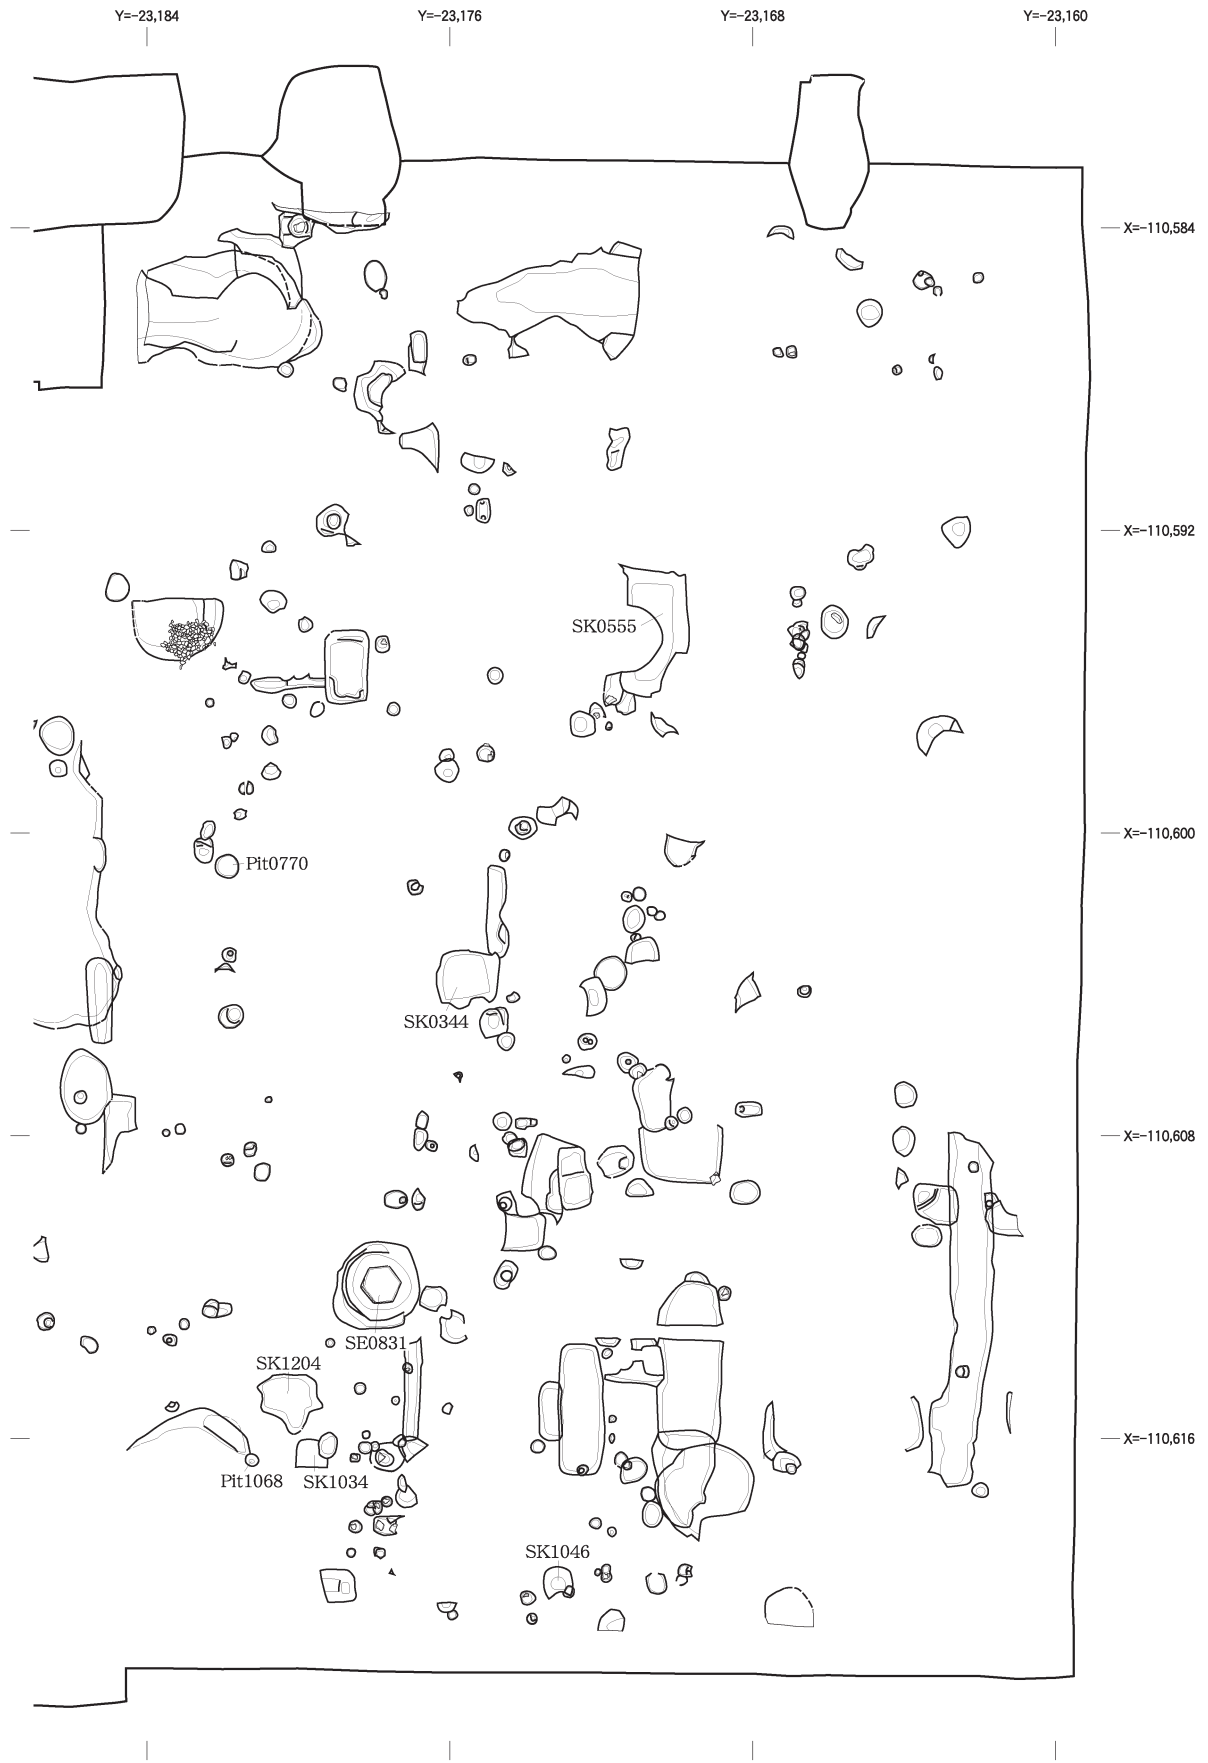 Y=−23,184
Y=−23,176
Y=−23,168
Y=−23,160
X=−110,584
X=−110,592
SK0555
X=−110,600
Pit0770
SK0344
X=−110,608
SE0831
SK1204
X=−110,616
Pit1068
SK1034
SK1046